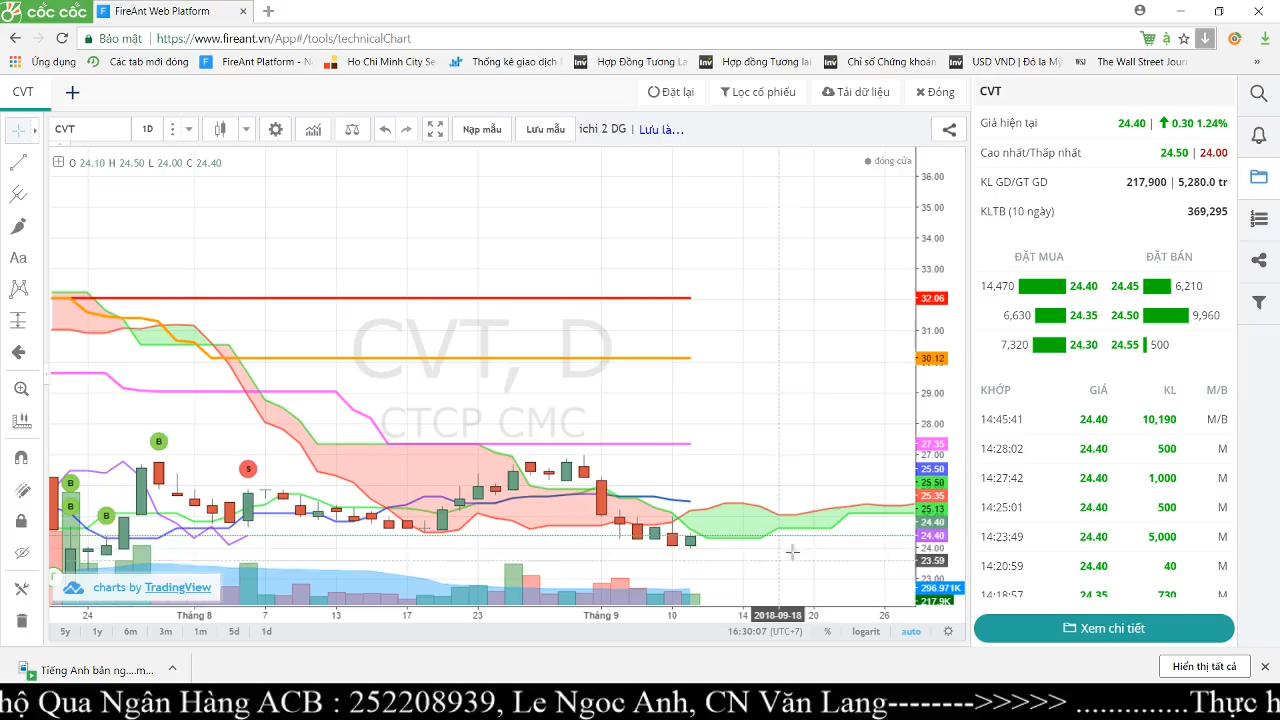 cốc cốc FireAnt Web Platform
Bảo mật https://www.fireant.vn/App#/tools/technicalChart
Ứng dụng Các tab mới đóng FireAnt Platform - Ho Chi Minh City Se Thống kê giao dịch Hợp Đồng Tương La Hợp đồng Tương lai Chỉ số Chứng khoán USD VND | Đô la Mỹ The Wall Street Jour
CVT Đặt lại Lọc cổ phiếu Tải dữ liệu Đóng
CVT 1D Nạp mẫu Lưu mẫu ichi 2 DG Lưu là...
O 24.10 H 24.50 L 24.00 C 24.40
đóng cửa
CVT, D
CTCP CMC
36.00
35.00
34.00
33.00
32.06
31.00
30.12
29.00
28.00
27.35
27.00
25.50
25.50
25.35
25.13
24.40
24.40
24.00
23.59
23.00
296.971K
217.9K
B
B
B
B
S
charts by TradingView
24 Tháng 8 7 13 17 23 Tháng 9 10 14 2018-09-18 20 26
5y 1y 6m 3m 1m 5d 1d 16:30:07 (UTC+7) % logarit auto
Aa
CVT
Giá hiện tại 24.40 | 0.30 1.24%
Cao nhất/Thấp nhất 24.50 | 24.00
KL GD/GT GD 217,900 | 5,280.0 tr
KLTB (10 ngày) 369,295
ĐẶT MUA ĐẶT BÁN
14,470 24.40 24.45 6,210
6,630 24.35 24.50 9,960
7,320 24.30 24.55 500
KHỚP GIÁ KL M/B
14:45:41 24.40 10,190 M/B
14:28:02 24.40 500 M
14:27:42 24.40 1,000 M
14:25:01 24.40 500 M
14:23:49 24.40 5,000 M
14:20:59 24.40 40 M
14:18:57 24.35 730 M
Xem chi tiết
Tiếng Anh bản ng....m... Hiển thị tất cả
hộ Qua Ngân Hàng ACB : 252208939, Le Ngoc Anh, CN Văn Lang-------->>>>> ..............Thực h